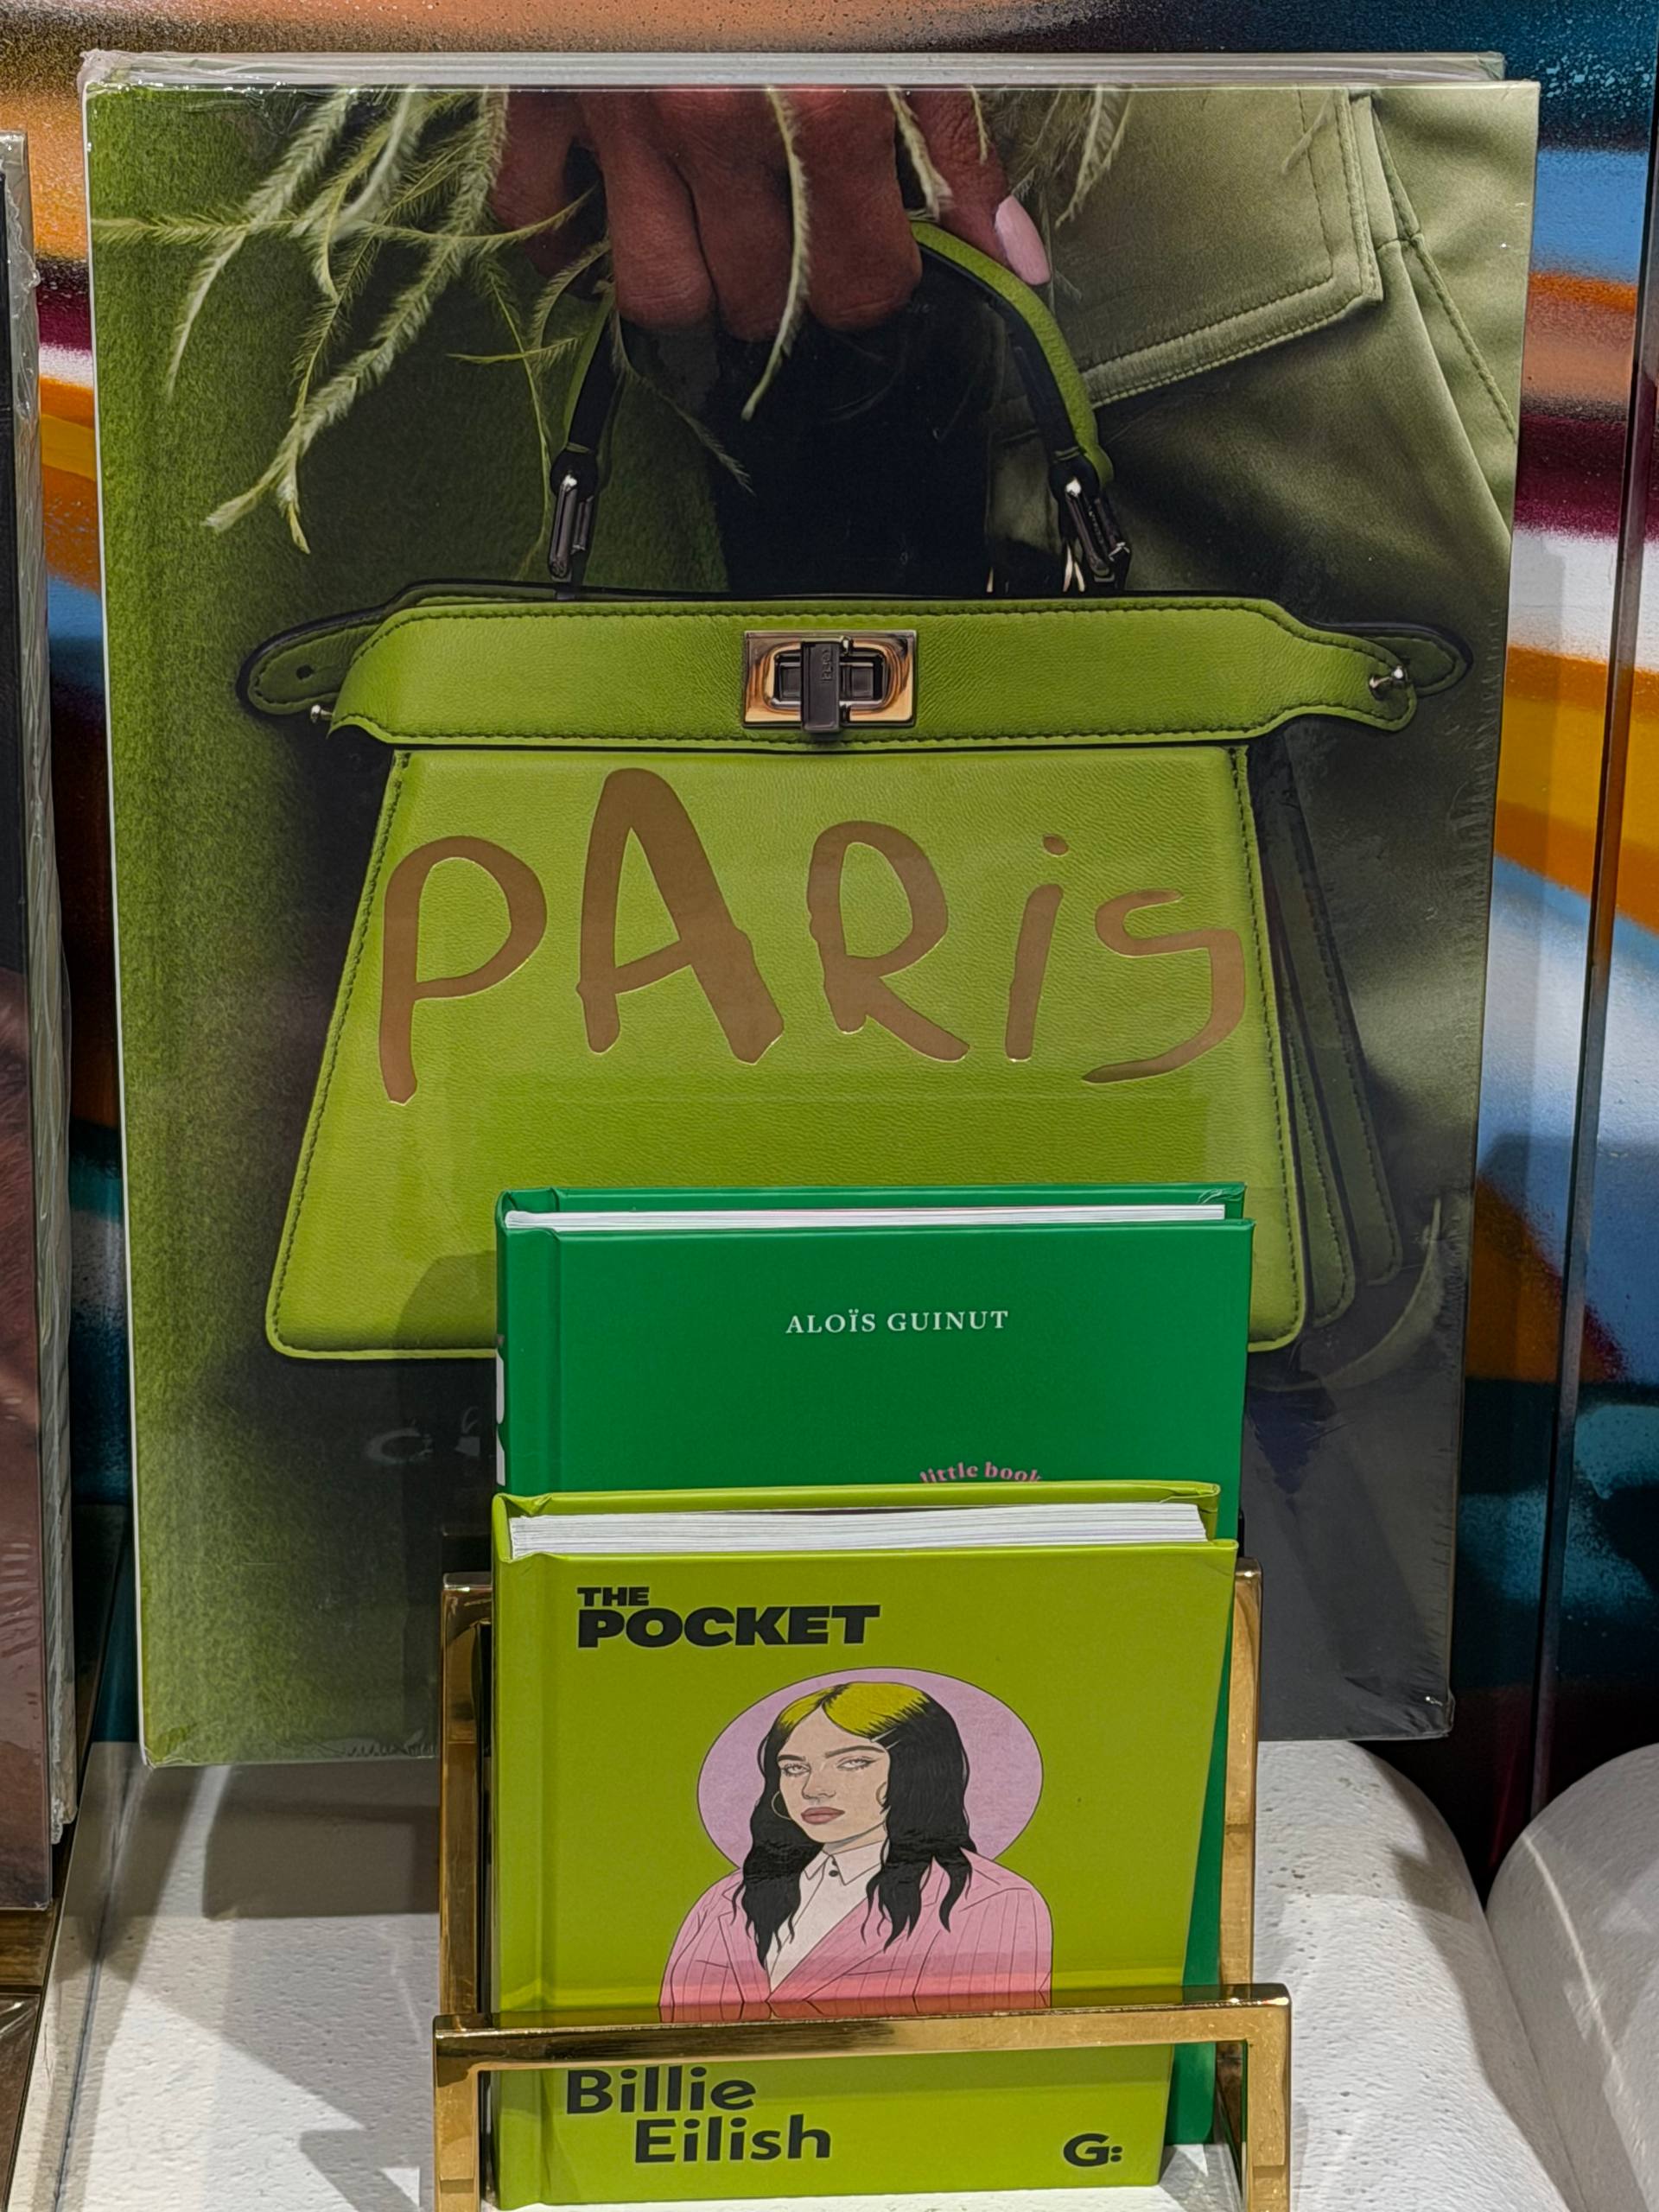 PARiS
ALOÏS GUINUT
little book
THE
POCKET
Billie
Eilish
G: